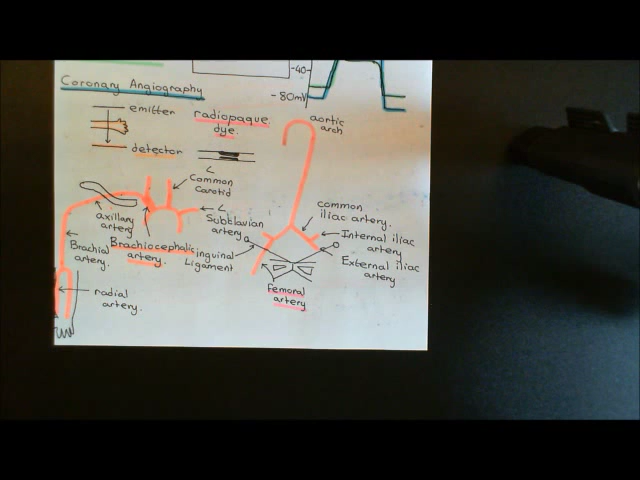 -40-
-80mV
Coronary Angiography
emitter
detector
radiopaque
dye.
aortic
arch
L
Common
Carotid
L
Subclavian
artery
axillary
artery
Brachiocephalic
artery.
Brachial
artery.
radial
artery.
inguinal
Ligament
common
iliac artery.
Internal iliac
artery
External iliac
artery
Femoral
artery